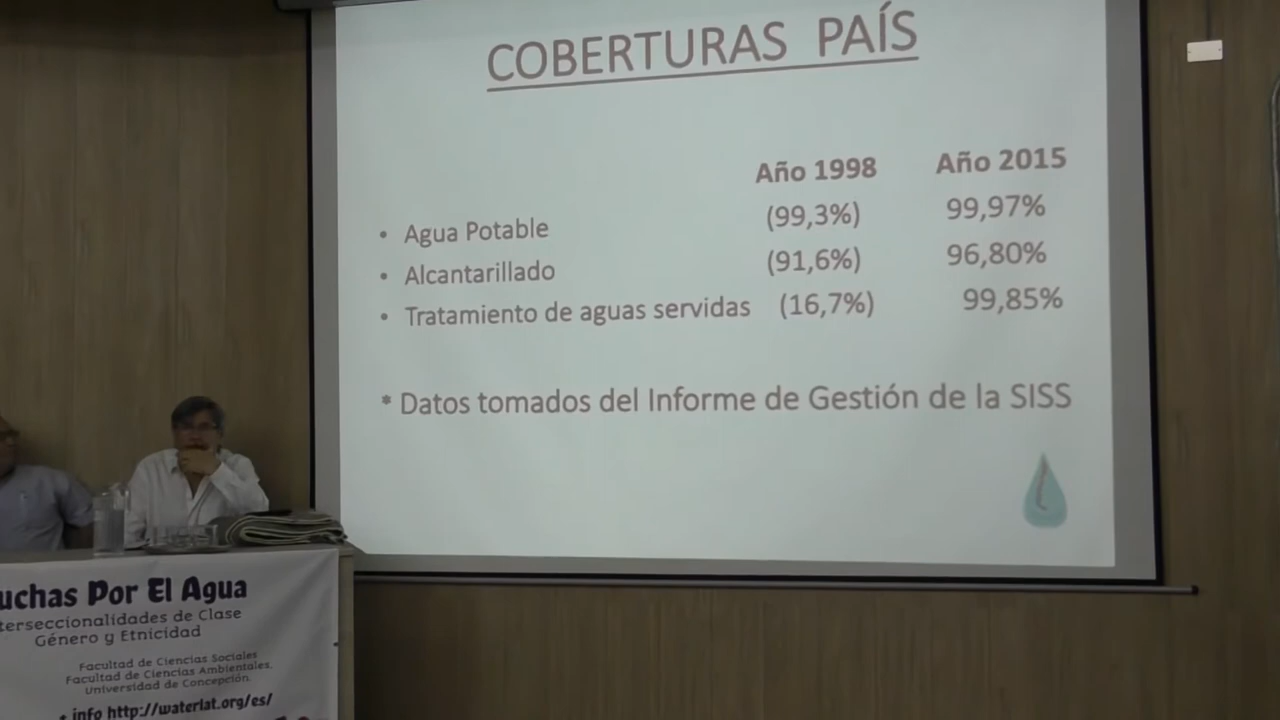 COBERTURAS PAÍS
Año 1998 Año 2015
• Agua Potable (99,3%) 99,97%
• Alcantarillado (91,6%) 96,80%
• Tratamiento de aguas servidas (16,7%) 99,85%
* Datos tomados del Informe de Gestión de la SISS
Por El Agua
de Clase
Género y Etnicidad
Facultad de Ciencias Sociales
Facultad de Ciencias Ambientales,
Universidad de Concepción
+ info http://waterlat.org/es/